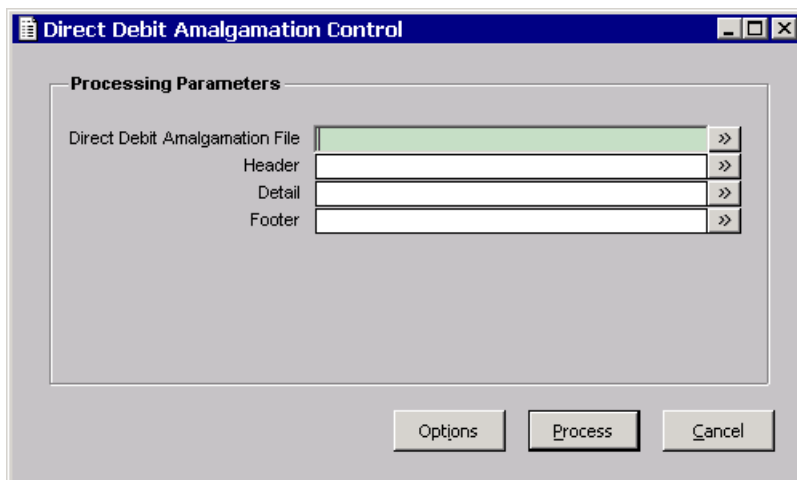 Direct Debit Amalgamation Control
Processing Parameters
Direct Debit Amalgamation File »
Header »
Detail »
Footer »
Options Process Cancel